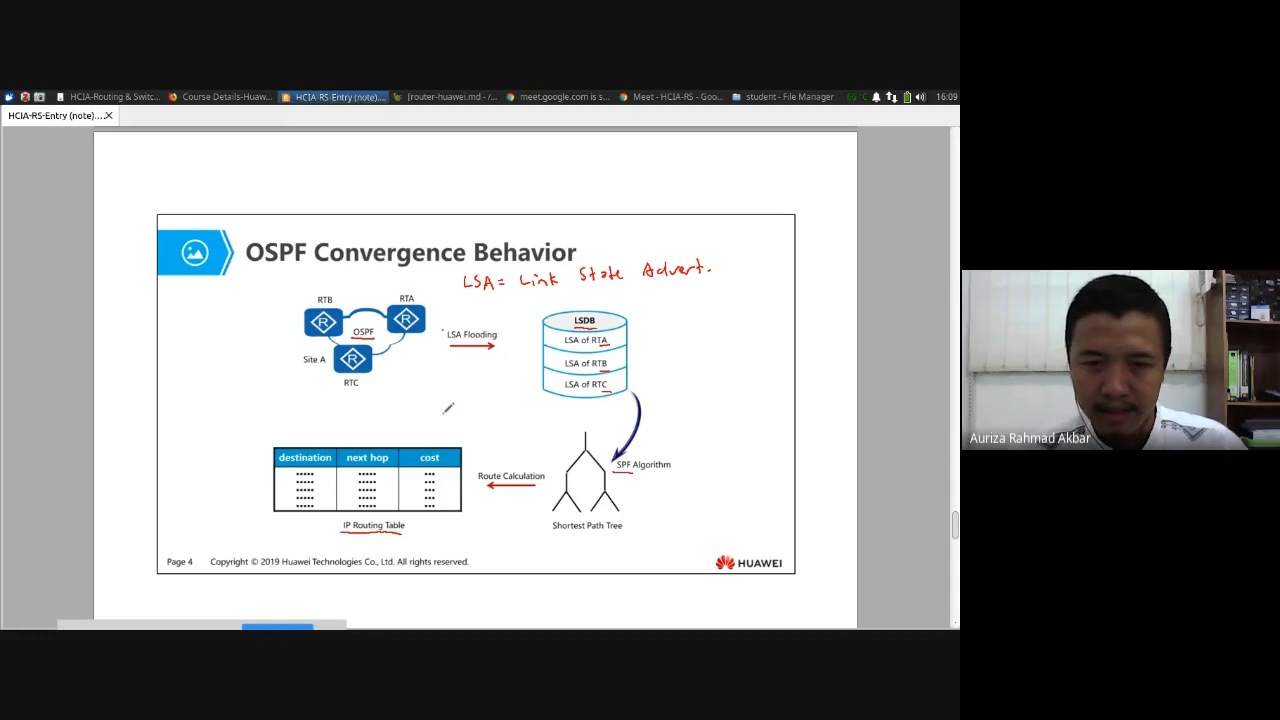 HCIA-Routing & Switc...
Course Details-Huaw...
HCIA-RS-Entry (note)....
(router-huawei.md - /...
meet.google.com is s...
Meet - HCIA-RS - Goo...
student - File Manager
66°C
16:09
HCIA-RS-Entry (note)....
OSPF Convergence Behavior
LSA = Link State Advert.
RTB
RTA
OSPF
Site A
RTC
LSA Flooding
LSDB
LSA of RTA
LSA of RTB
LSA of RTC
SPF Algorithm
Shortest Path Tree
Route Calculation
destination next hop cost
IP Routing Table
Page 4 Copyright © 2019 Huawei Technologies Co., Ltd. All rights reserved.
HUAWEI
Auriza Rahmad Akbar